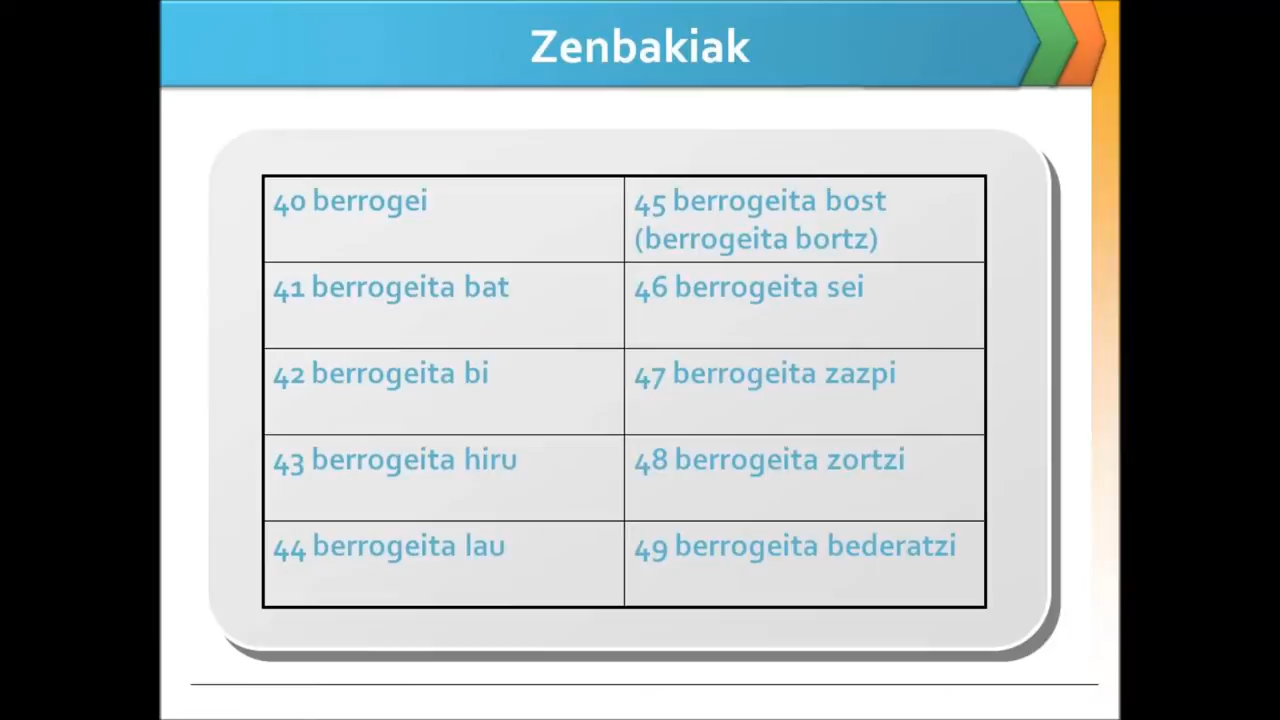 Zenbakiak
40 berrogei
45 berrogeita bost
(berrogeita bortz)
41 berrogeita bat
46 berrogeita sei
42 berrogeita bi
47 berrogeita zazpi
43 berrogeita hiru
48 berrogeita zortzi
44 berrogeita lau
49 berrogeita bederatzi